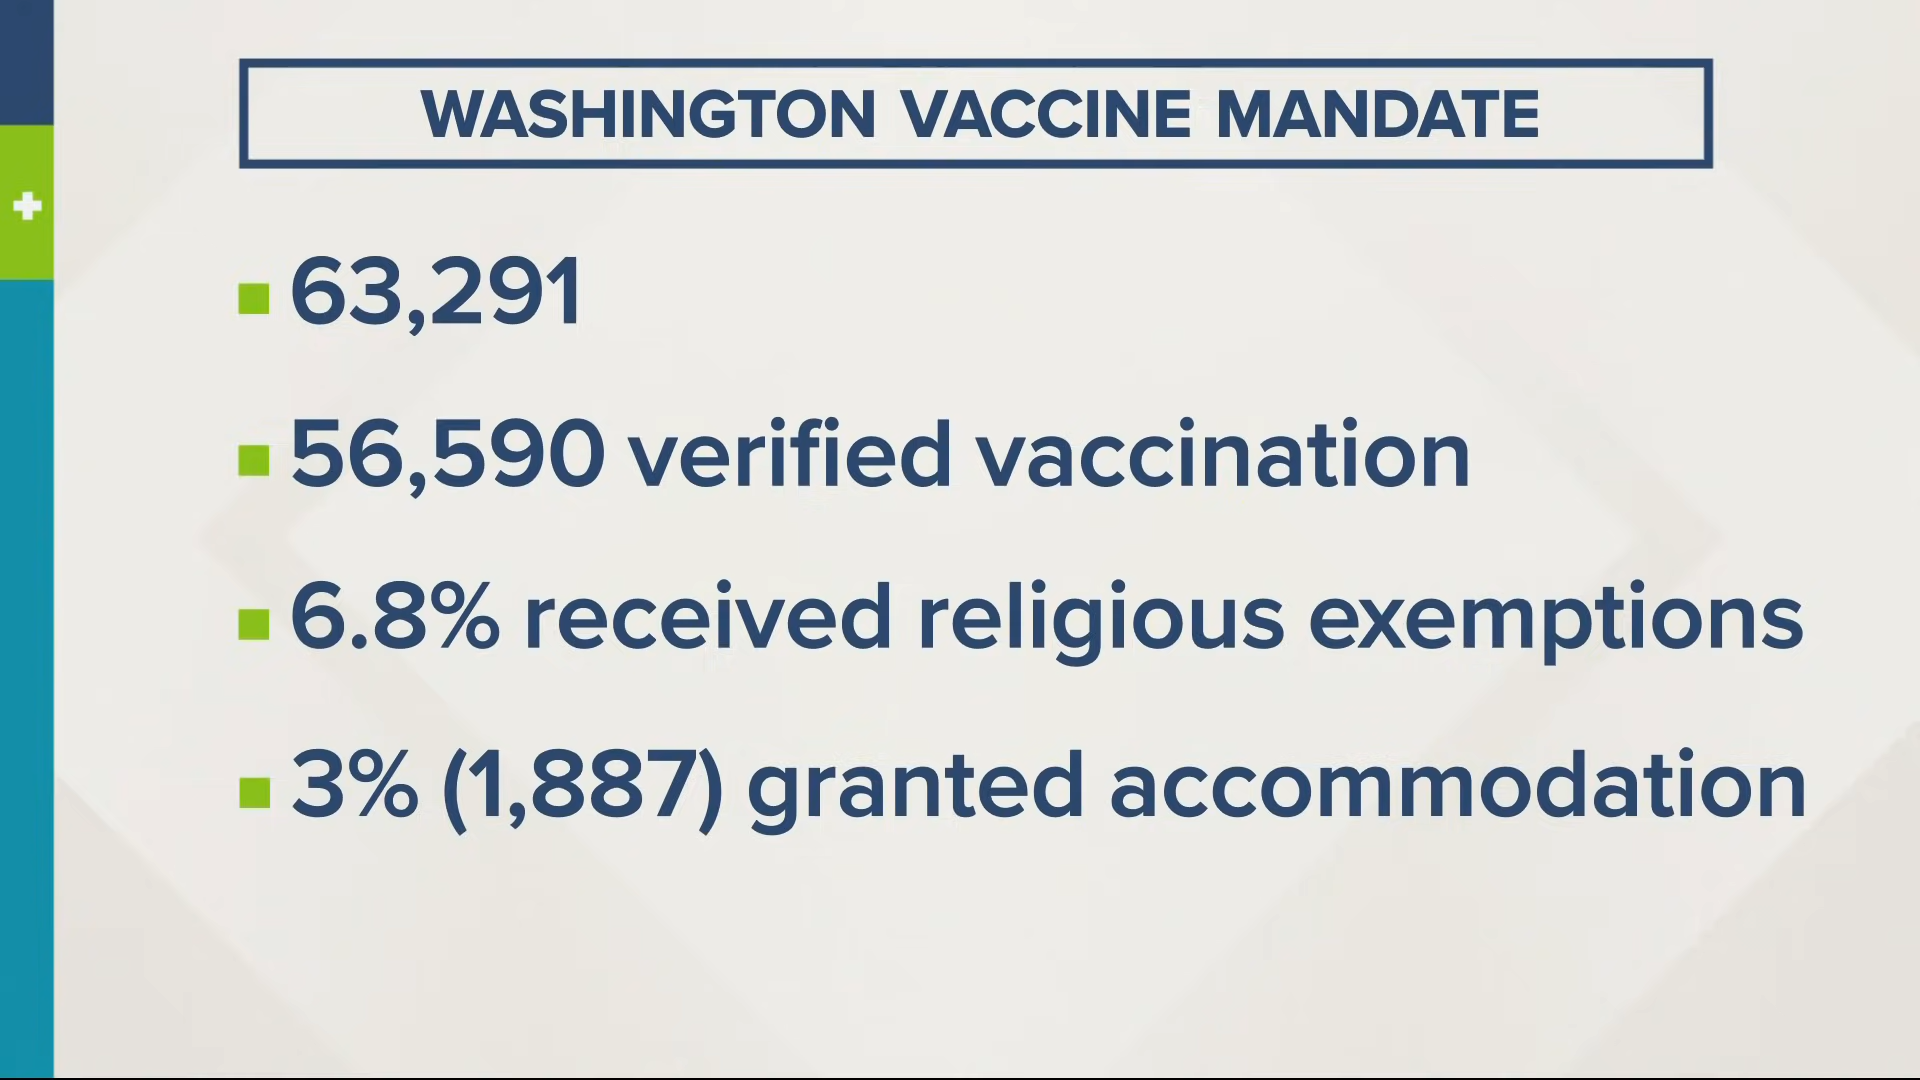 WASHINGTON VACCINE MANDATE
63,291
56,590 verified vaccination
6.8% received religious exemptions
3% (1,887) granted accommodation